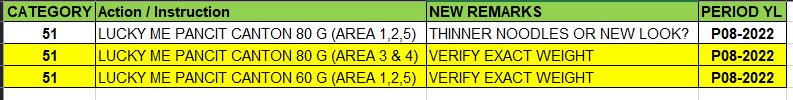 CATEGORY Action / Instruction NEW REMARKS PERIOD YL
51 LUCKY ME PANCIT CANTON 80 G (AREA 1,2,5) THINNER NOODLES OR NEW LOOK? P08-2022
51 LUCKY ME PANCIT CANTON 80 G (AREA 3 & 4) VERIFY EXACT WEIGHT P08-2022
51 LUCKY ME PANCIT CANTON 60 G (AREA 1,2,5) VERIFY EXACT WEIGHT P08-2022